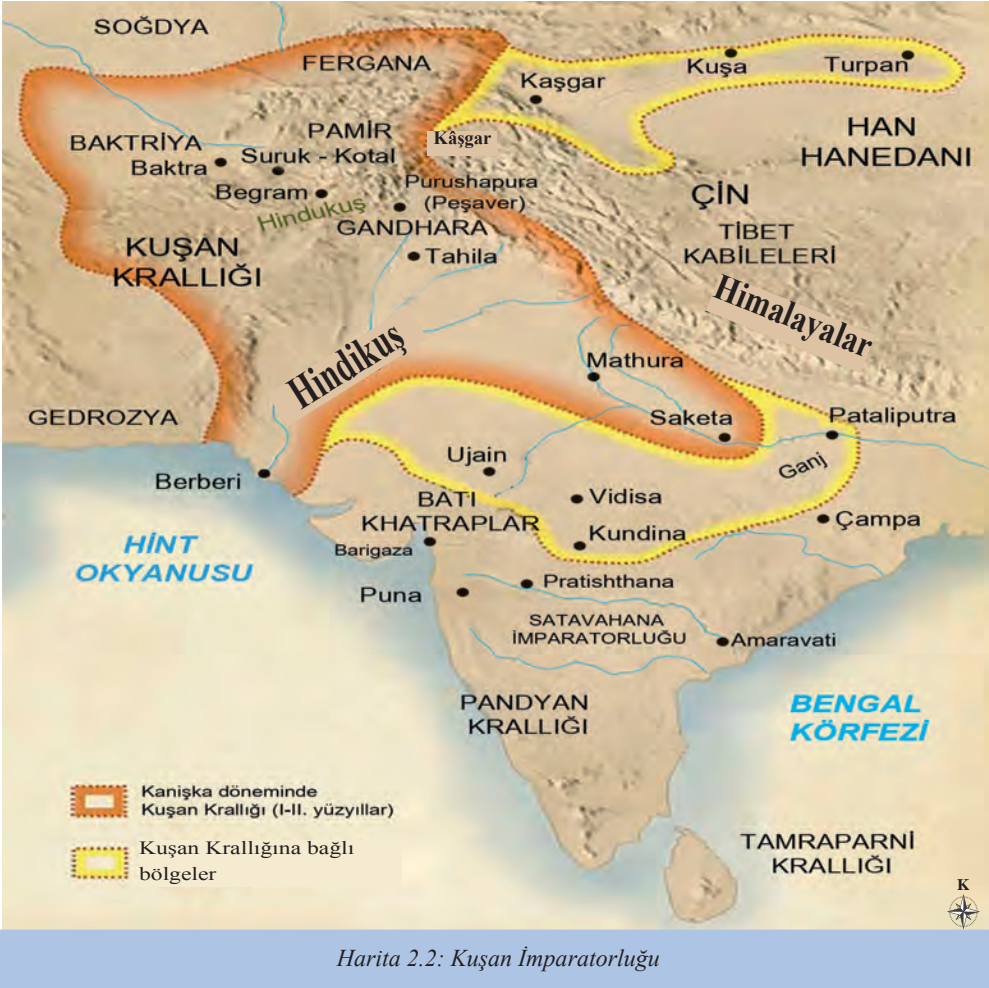 SOĞDYA
FERGANA
Kaşgar
Kuşa
Turpan
HAN
HANEDANI
BAKTRİYA
Baktra
PAMİR
Suruk - Kotal
Kâşgar
Begram
Hindukuş
Purushapura
(Peşaver)
GANDHARA
Tahila
ÇİN
TİBET
KABİLELERİ
KUŞAN
KRALLIĞI
Himalayalar
Hindikuş
Mathura
Saketa
Pataliputra
GEDROZYA
Berberi
Ujain
Ganj
BATI
KHATRAPLAR
Vidisa
Kundina
Çampa
Barigaza
HİNT
OKYANUSU
Puna
Pratishthana
SATAVAHANA
İMPARATORLUĞU
Amaravati
PANDYAN
KRALLIĞI
BENGAL
KÖRFEZİ
Kanişka döneminde
Kuşan Krallığı (I-II. yüzyıllar)
Kuşan Krallığına bağlı
bölgeler
TAMRAPARNİ
KRALLIĞI
K
Harita 2.2: Kuşan İmparatorluğu